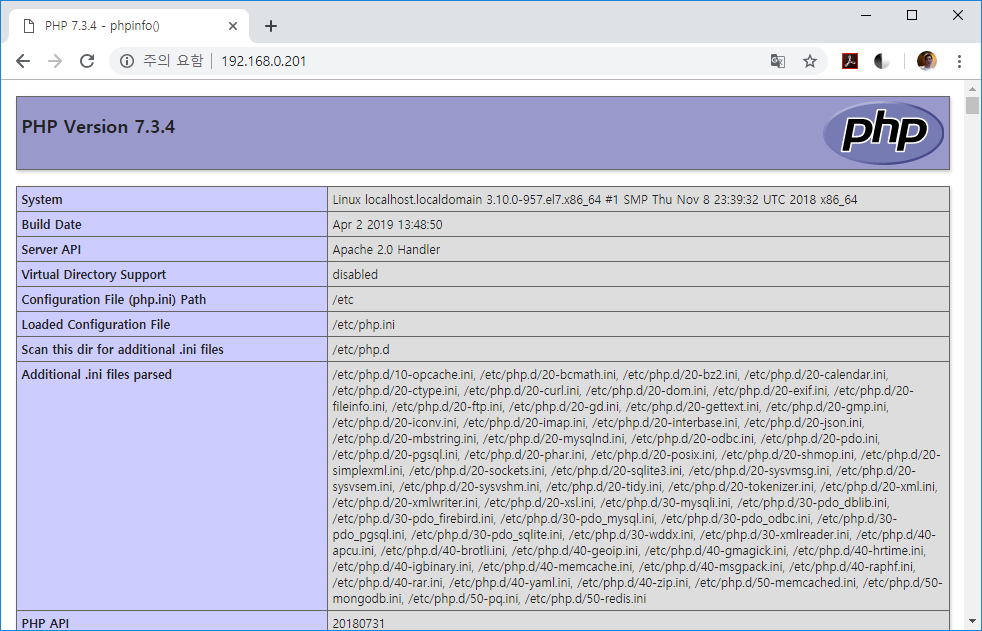 PHP 7.3.4 - phpinfo()
주의 요함 192.168.0.201
PHP Version 7.3.4
php
System Linux localhost.localdomain 3.10.0-957.el7.x86_64 #1 SMP Thu Nov 8 23:39:32 UTC 2018 x86_64
Build Date Apr 2 2019 13:48:50
Server API Apache 2.0 Handler
Virtual Directory Support disabled
Configuration File (php.ini) Path /etc
Loaded Configuration File /etc/php.ini
Scan this dir for additional .ini files /etc/php.d
Additional .ini files parsed /etc/php.d/10-opcache.ini, /etc/php.d/20-bcmath.ini, /etc/php.d/20-bz2.ini, /etc/php.d/20-calendar.ini,
/etc/php.d/20-ctype.ini, /etc/php.d/20-curl.ini, /etc/php.d/20-dom.ini, /etc/php.d/20-exif.ini, /etc/php.d/20-
fileinfo.ini, /etc/php.d/20-ftp.ini, /etc/php.d/20-gd.ini, /etc/php.d/20-gettext.ini, /etc/php.d/20-gmp.ini,
/etc/php.d/20-iconv.ini, /etc/php.d/20-imap.ini, /etc/php.d/20-interbase.ini, /etc/php.d/20-json.ini,
/etc/php.d/20-mbstring.ini, /etc/php.d/20-mysqlnd.ini, /etc/php.d/20-odbc.ini, /etc/php.d/20-pdo.ini,
/etc/php.d/20-pgsql.ini, /etc/php.d/20-phar.ini, /etc/php.d/20-posix.ini, /etc/php.d/20-shmop.ini, /etc/php.d/20-
simplexml.ini, /etc/php.d/20-sockets.ini, /etc/php.d/20-sqlite3.ini, /etc/php.d/20-sysvmsg.ini, /etc/php.d/20-
sysvsem.ini, /etc/php.d/20-sysvshm.ini, /etc/php.d/20-tidy.ini, /etc/php.d/20-tokenizer.ini, /etc/php.d/20-xml.ini,
/etc/php.d/20-xmlwriter.ini, /etc/php.d/20-xsl.ini, /etc/php.d/30-mysqli.ini, /etc/php.d/30-pdo_dblib.ini,
/etc/php.d/30-pdo_firebird.ini, /etc/php.d/30-pdo_mysql.ini, /etc/php.d/30-pdo_odbc.ini, /etc/php.d/30-
pdo_pgsql.ini, /etc/php.d/30-pdo_sqlite.ini, /etc/php.d/30-wddx.ini, /etc/php.d/30-xmlreader.ini, /etc/php.d/40-
apcu.ini, /etc/php.d/40-brotli.ini, /etc/php.d/40-geoip.ini, /etc/php.d/40-gmagick.ini, /etc/php.d/40-hrtime.ini,
/etc/php.d/40-igbinary.ini, /etc/php.d/40-memcache.ini, /etc/php.d/40-msgpack.ini, /etc/php.d/40-raphf.ini,
/etc/php.d/40-rar.ini, /etc/php.d/40-yaml.ini, /etc/php.d/40-zip.ini, /etc/php.d/50-memcached.ini, /etc/php.d/50-
mongodb.ini, /etc/php.d/50-pq.ini, /etc/php.d/50-redis.ini
PHP API 20180731